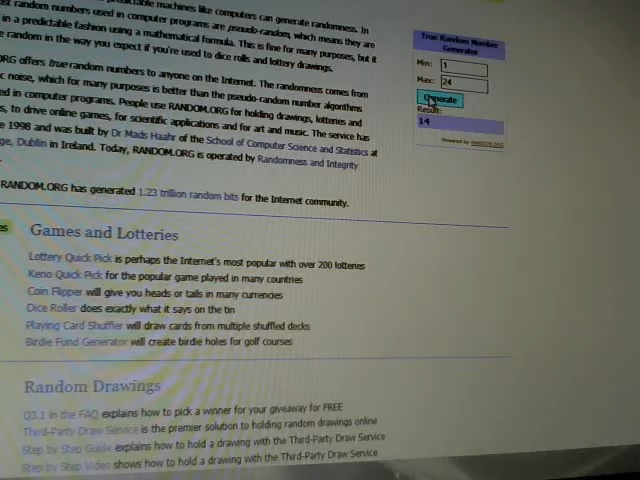 machines like computers can generate randomness. In
random numbers used in computer programs are pseudo-random, which means they are
in a predictable fashion using a mathematical formula. This is fine for many purposes, but it
random in the way you expect if you're used to dice rolls and lottery drawings.
ORG offers true random numbers to anyone on the Internet. The randomness comes from
noise, which for many purposes is better than the pseudo-random number algorithms
used in computer programs. People use RANDOM.ORG for holding drawings, lotteries and
to drive online games, for scientific applications and for art and music. The service has
1998 and was built by Dr Mads Haahr of the School of Computer Science and Statistics at
Dublin in Ireland. Today, RANDOM.ORG is operated by Randomness and Integrity
RANDOM.ORG has generated 1.23 trillion random bits for the Internet community.
True Random Number
Generator
Min: 1
Max: 24
Generate
Result:
14
Powered by RANDOM.ORG
Games and Lotteries
Lottery Quick Pick is perhaps the Internet's most popular with over 200 lotteries
Keno Quick Pick for the popular game played in many countries
Coin Flipper will give you heads or tails in many currencies
Dice Roller does exactly what it says on the tin
Playing Card Shuffler will draw cards from multiple shuffled decks
Birdie Fund Generator will create birdie holes for golf courses
Random Drawings
Q3.1 in the FAQ explains how to pick a winner for your giveaway for FREE
Third-Party Draw Service is the premier solution to holding random drawings online
Step by Step Guide explains how to hold a drawing with the Third-Party Draw Service
Step by Step Video shows how to hold a drawing with the Third-Party Draw Service